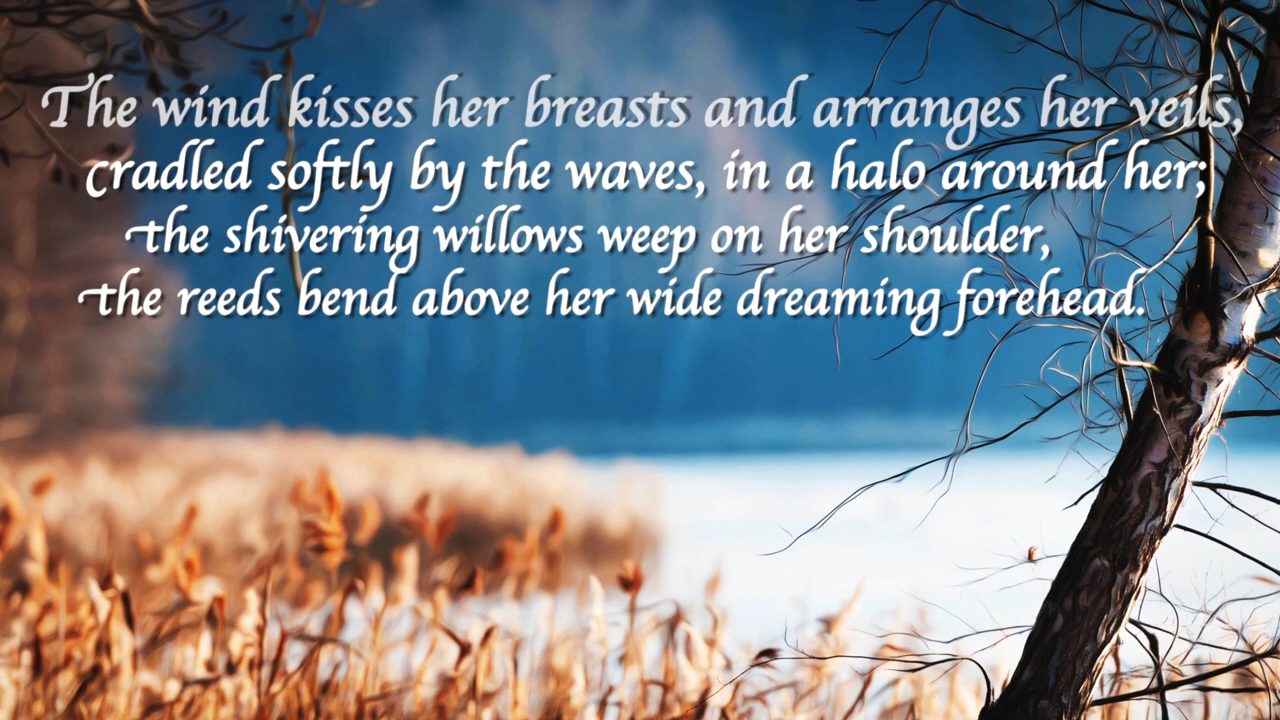 The wind kisses her breasts and arranges her veils,
cradled softly by the waves, in a halo around her;
the shivering willows weep on her shoulder,
the reeds bend above her wide dreaming forehead.